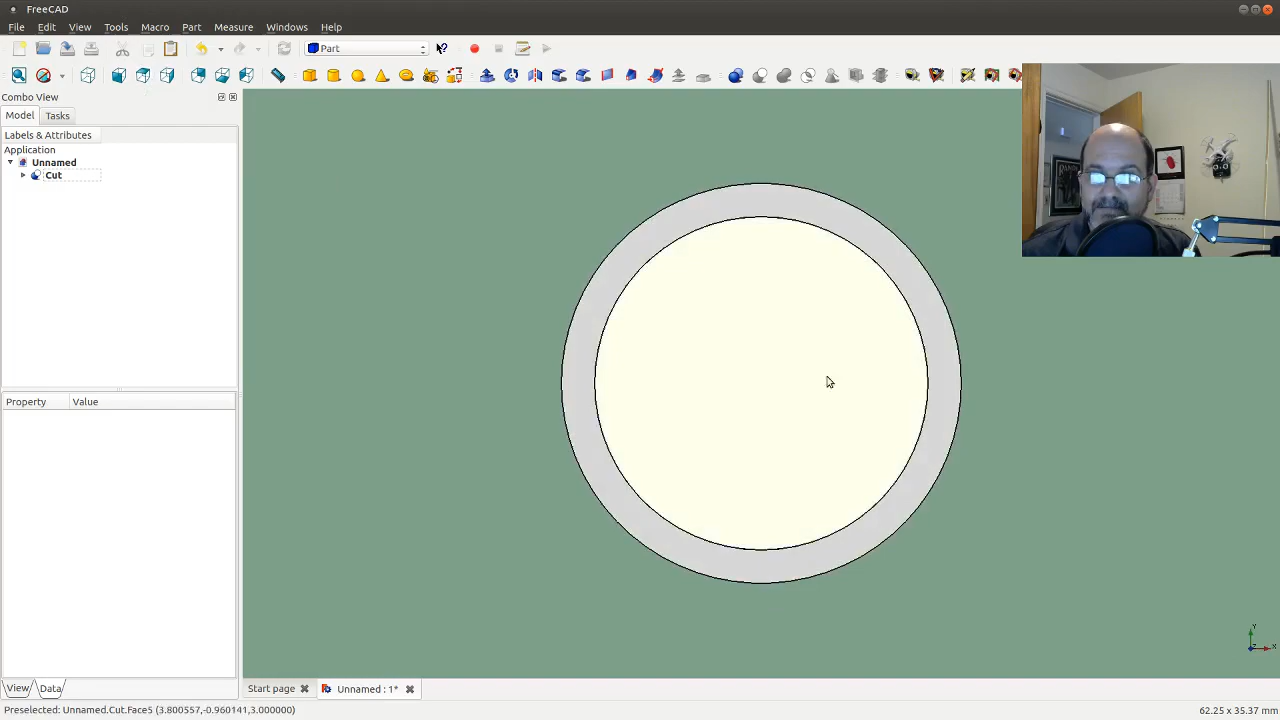 FreeCAD
File Edit View Tools Macro Part Measure Windows Help
Part
Combo View
Model Tasks
Labels & Attributes
Application
Unnamed
Cut
Property Value
View Data
Start page Unnamed : 1*
Preselected: Unnamed.Cut.Face5 (3.800557,-0.960141,3.000000)
62.25 x 35.37 mm
Y
X
Z